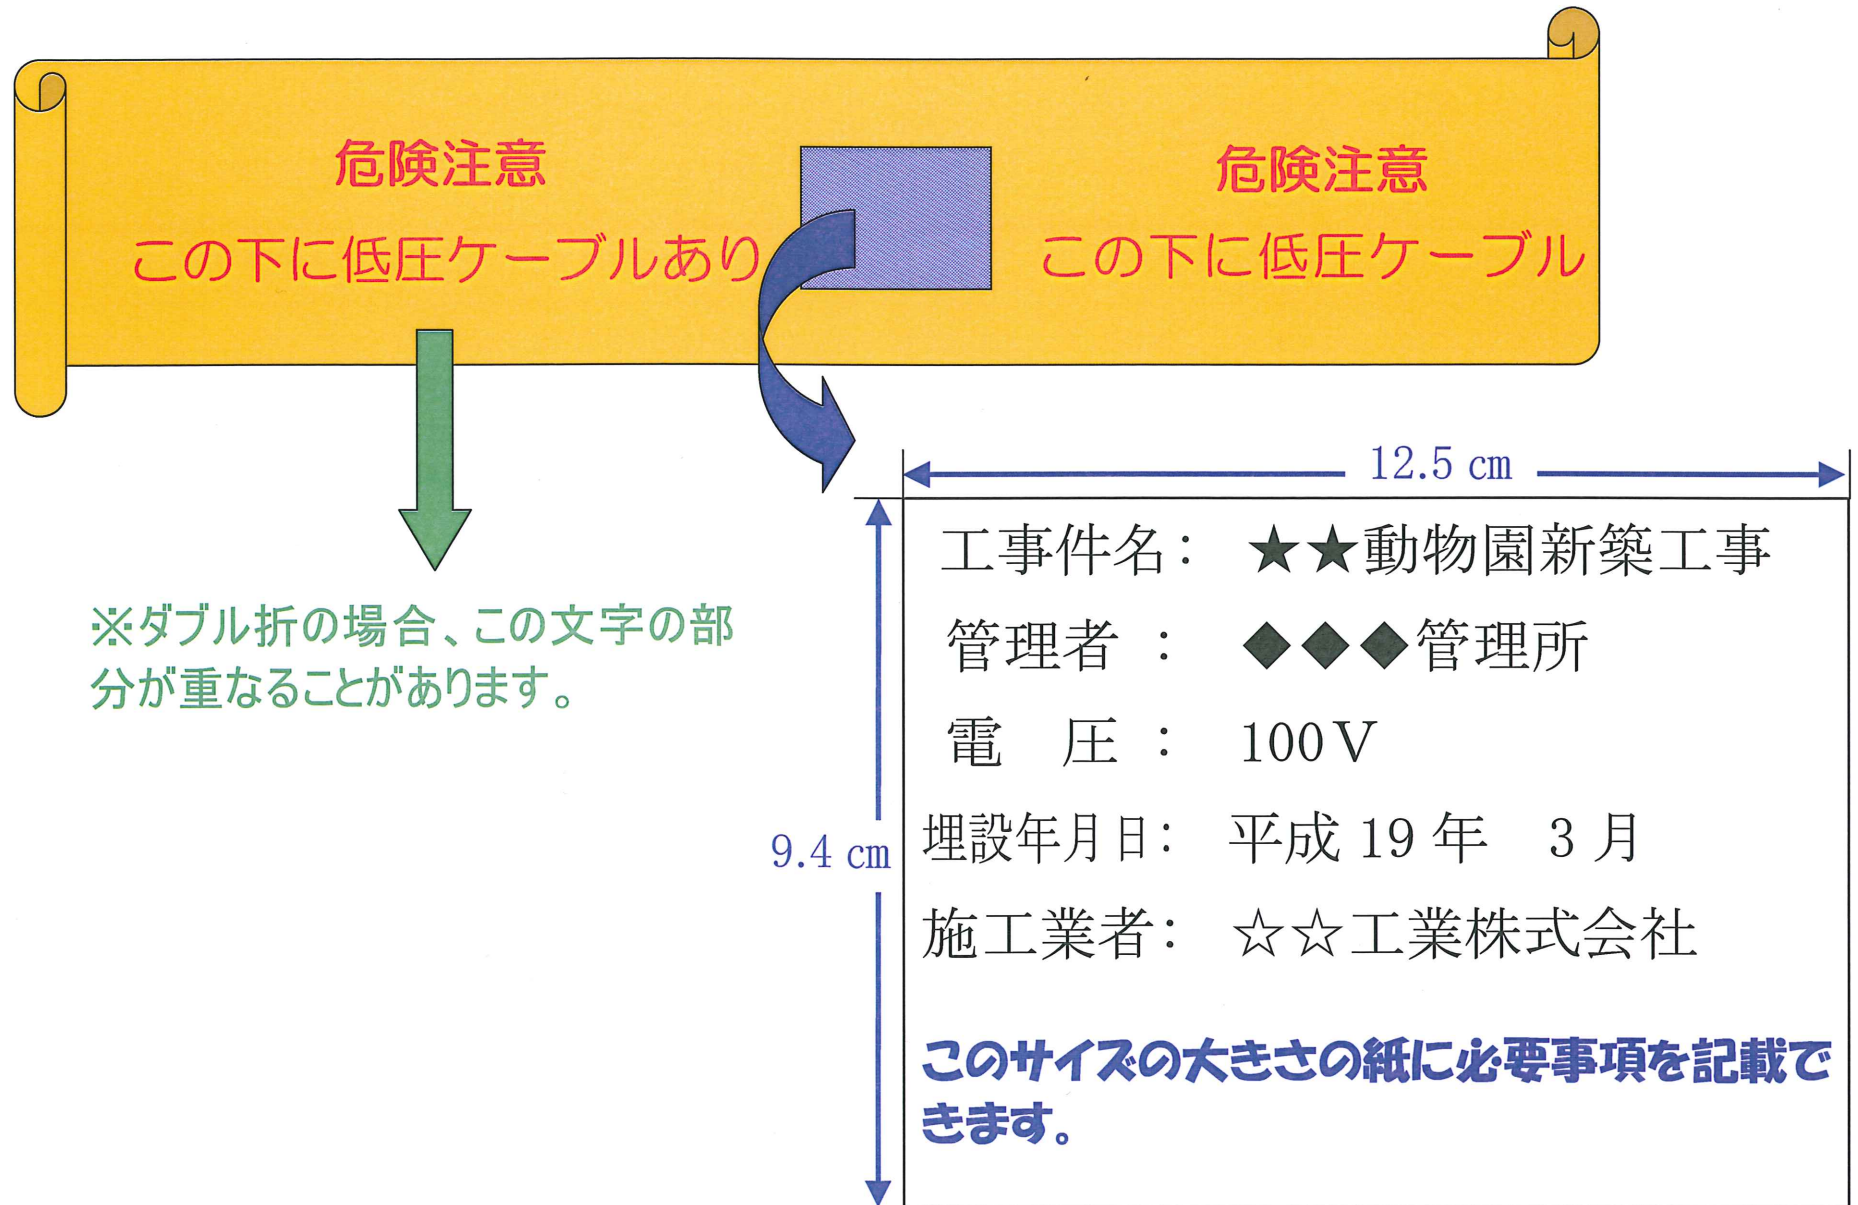 危険注意
この下に低圧ケーブルあり
危険注意
この下に低圧ケーブル
※ダブル折の場合、この文字の部
分が重なることがあります。
12.5 cm
9.4 cm
工事件名： ★★動物園新築工事
管理者 ： ◆◆◆管理所
電　圧 ： 100Ｖ
埋設年月日： 平成 19 年　3 月
施工業者： ☆☆工業株式会社
このサイズの大きさの紙に必要事項を記載で
きます。